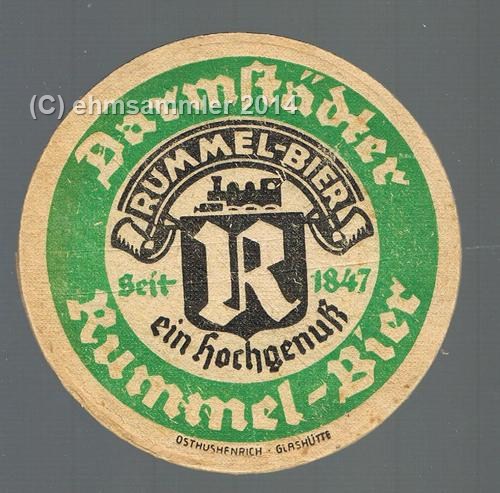 (C) ehmsammler 2014
Darmstädter
RUMMEL-BIER
R
Seit 1847
ein Hochgenuß
Rummel-Bier
OSTHUSHENRICH - GLASHÜTTE